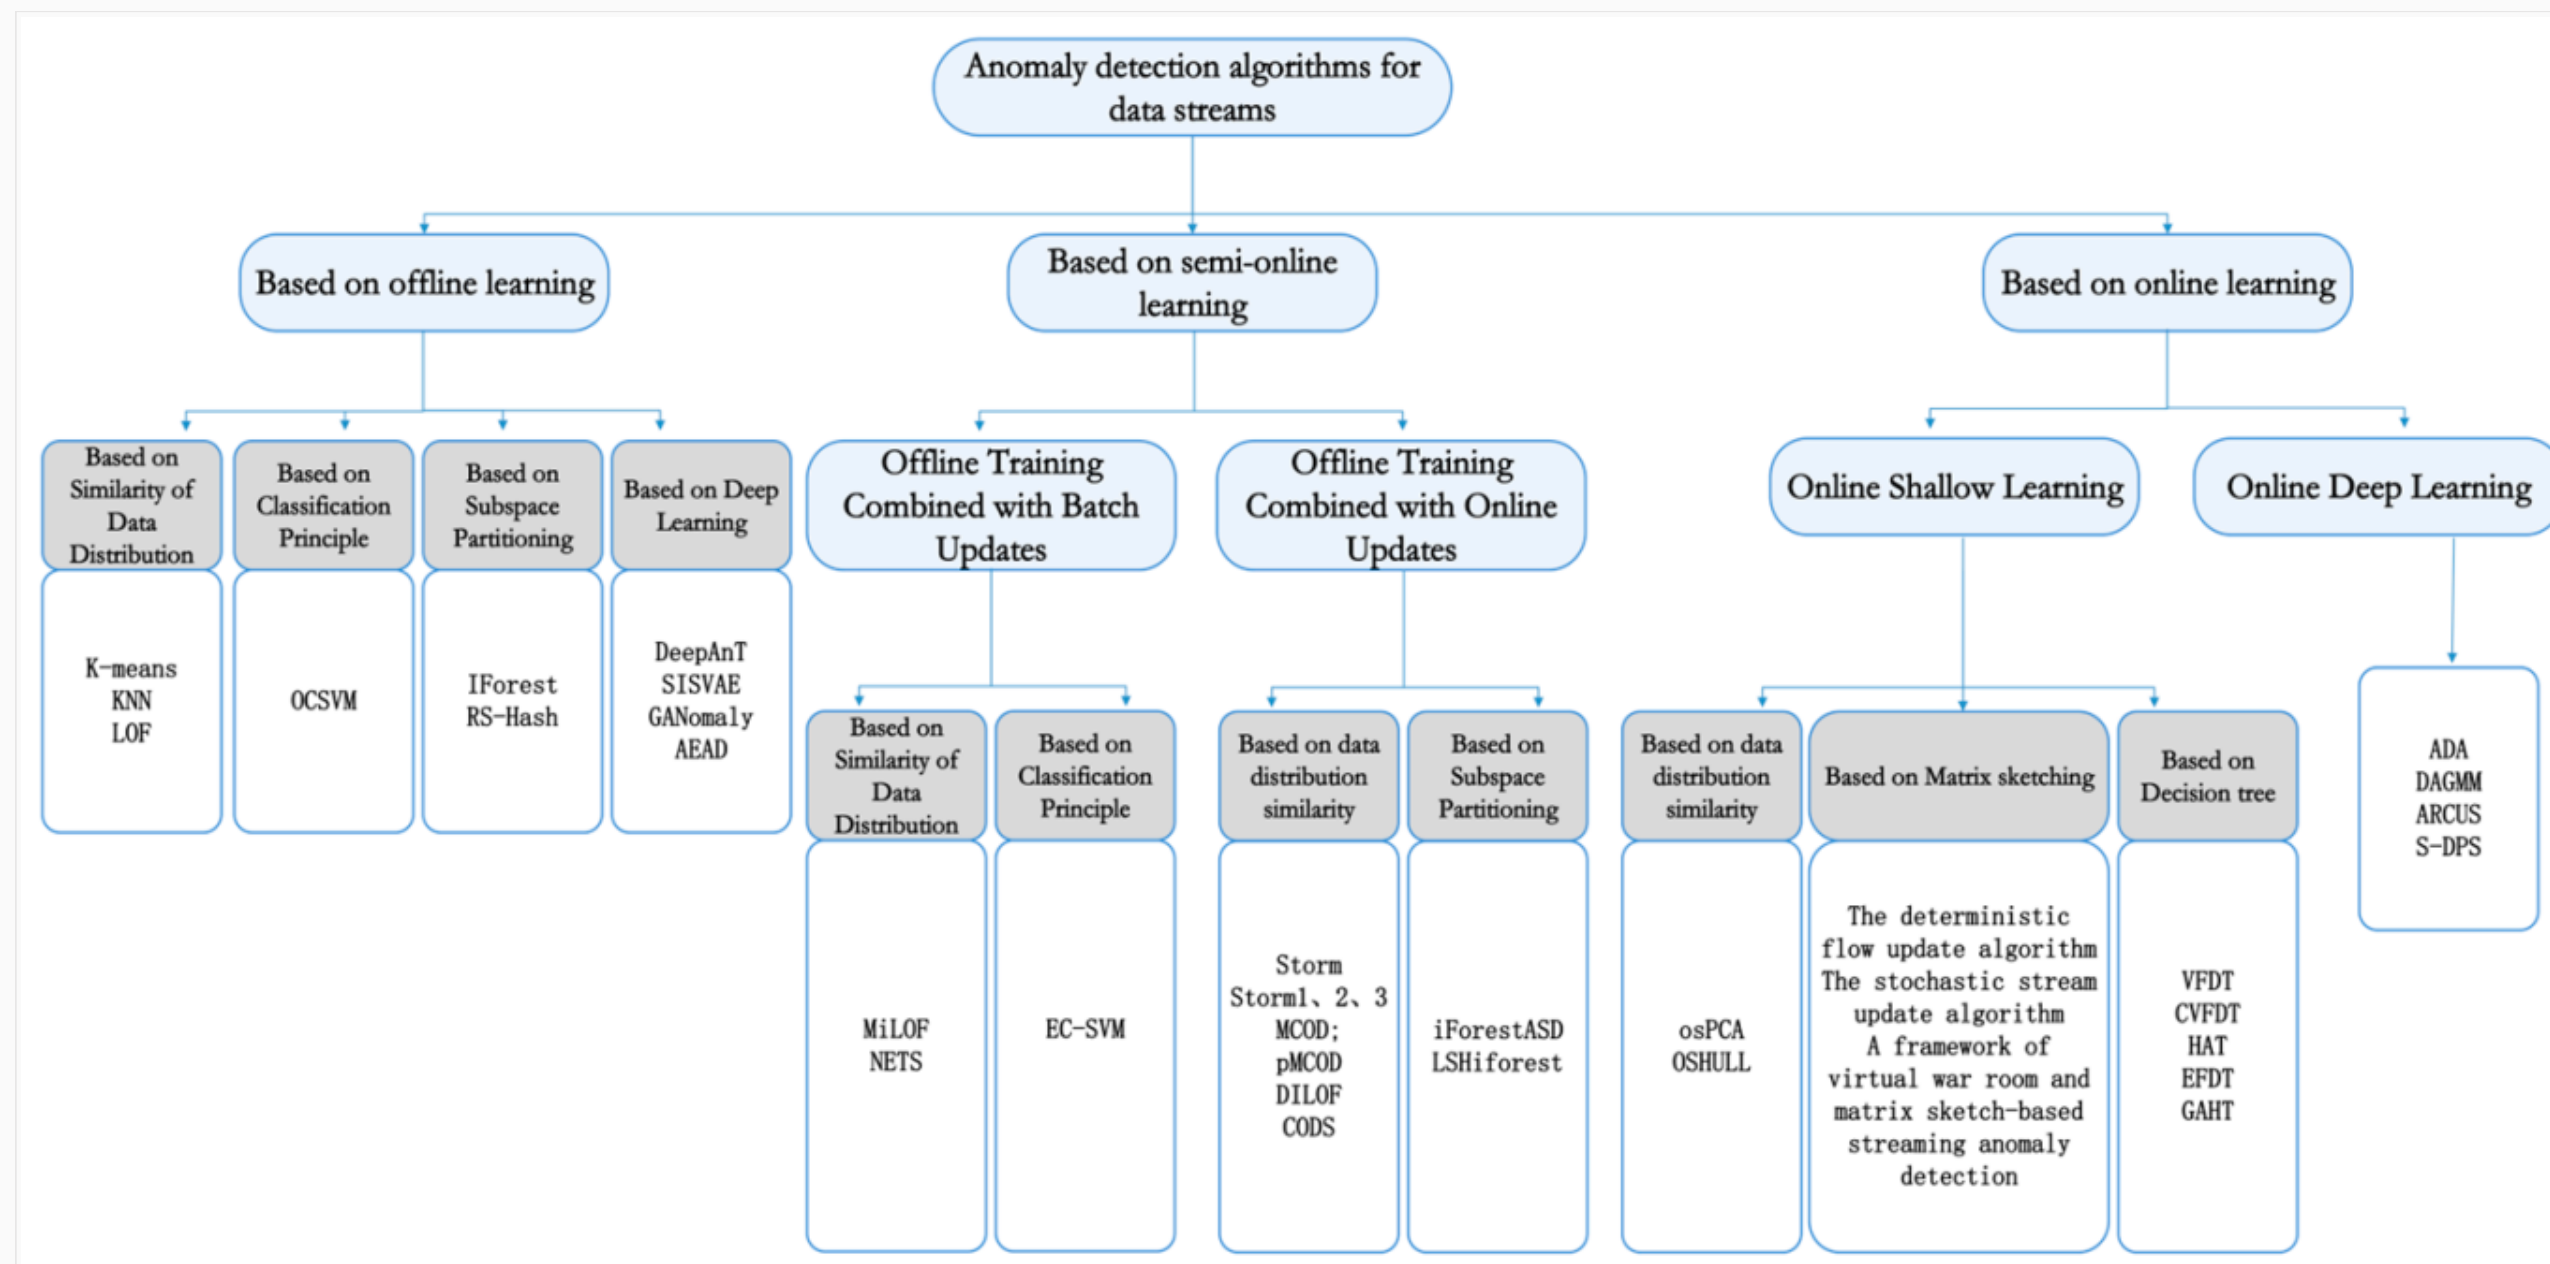 Anomaly detection algorithms for
data streams
Based on offline learning
Based on semi-online
learning
Based on online learning
Based on
Similarity of
Data
Distribution
Based on
Classification
Principle
Based on
Subspace
Partitioning
Based on Deep
Learning
Offline Training
Combined with Batch
Updates
Offline Training
Combined with Online
Updates
Online Shallow Learning
Online Deep Learning
K-means
KNN
LOF
OCSVM
IForest
RS-Hash
DeepAnT
SISVAE
GANomaly
AEAD
Based on
Similarity of
Data
Distribution
Based on
Classification
Principle
Based on data
distribution
similarity
Based on
Subspace
Partitioning
Based on data
distribution
similarity
Based on Matrix sketching
Based on
Decision tree
ADA
DAGMM
ARCUS
S-DPS
MiLOF
NETS
EC-SVM
Storm
Storm1、2、3
MCOD;
pMCOD
DILOF
CODS
iForestASD
LSHiforest
osPCA
OSHULL
The deterministic
flow update algorithm
The stochastic stream
update algorithm
A framework of
virtual war room and
matrix sketch-based
streaming anomaly
detection
VFDT
CVFDT
HAT
EFDT
GAHT